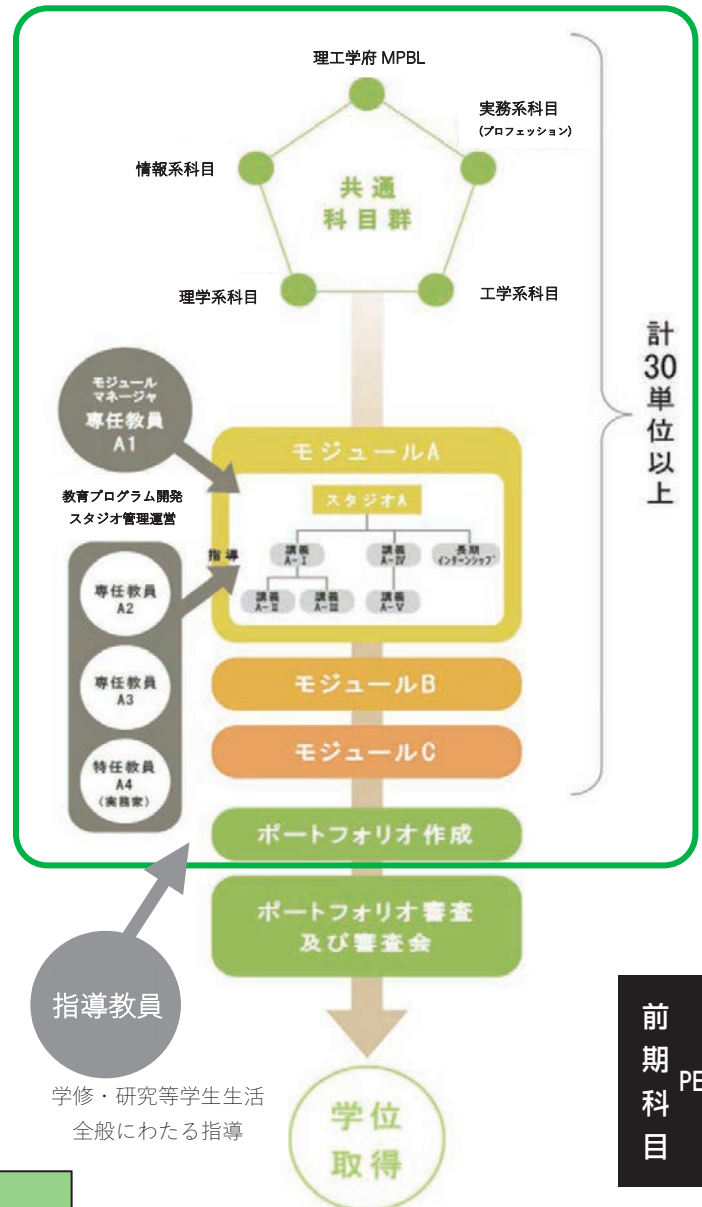 理工学府 MPBL
実務系科目
(プロフェッション)
情報系科目
共通
科目群
理学系科目
工学系科目
計30単位以上
モジュール
マネージャ
専任教員
A1
教育プログラム開発
スタジオ管理運営
指導
モジュールA
スタジオA
講義
A-Ⅰ
講義
A-Ⅳ
長期
インターンシップ
講義
A-Ⅱ
講義
A-Ⅲ
講義
A-Ⅴ
専任教員
A2
専任教員
A3
特任教員
A4
(実務家)
モジュールB
モジュールC
ポートフォリオ作成
ポートフォリオ審査
及び審査会
指導教員
学修・研究等学生生活
全般にわたる指導
学位
取得
前期科目
PE